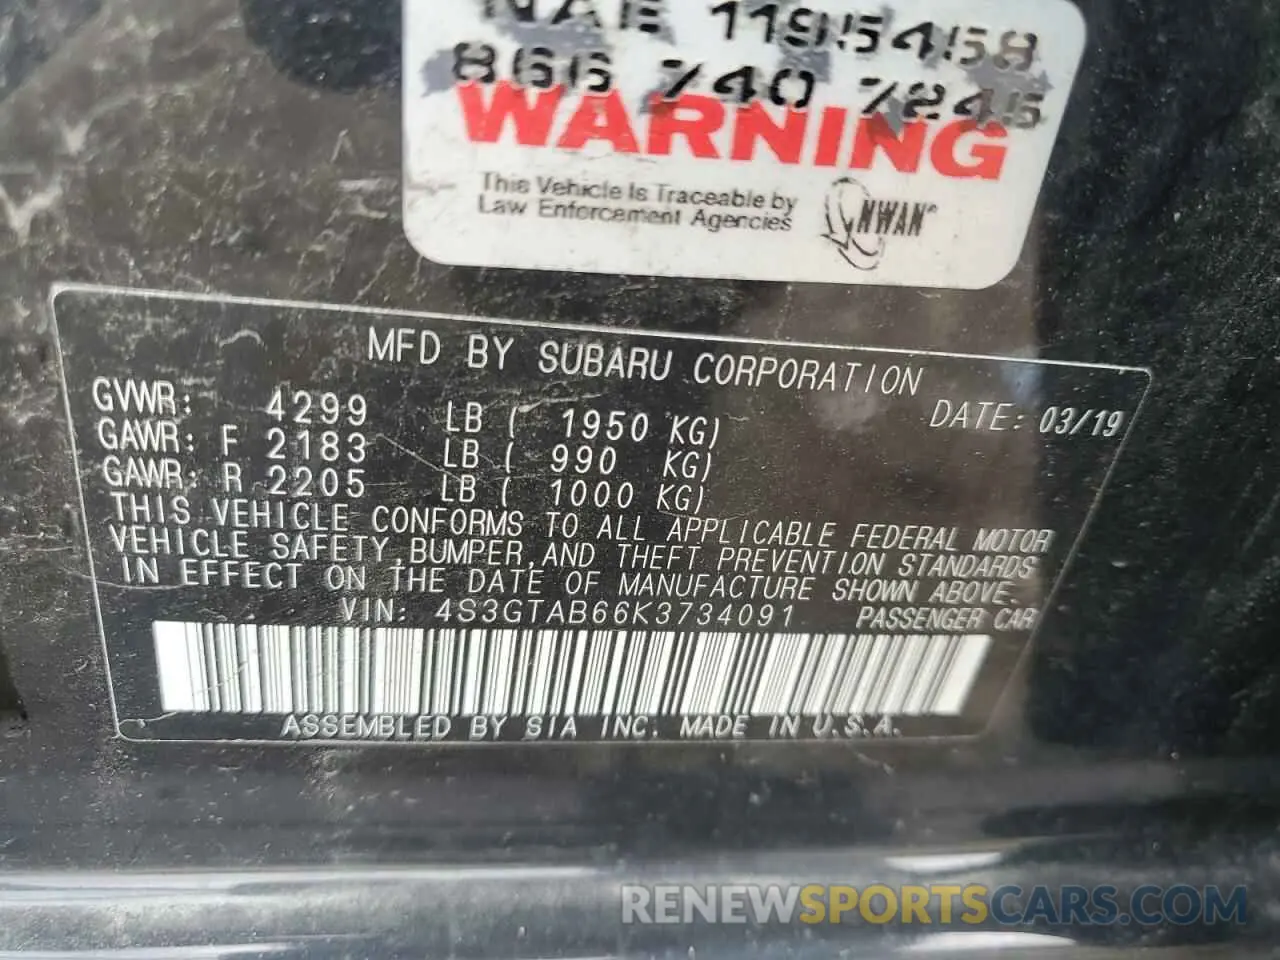 NAE 1195458
866 740 7245
WARNING
This Vehicle Is Traceable by
Law Enforcement Agencies
NWAN®
MFD BY SUBARU CORPORATION
GVWR: 4299 LB ( 1950 KG) DATE: 03/19
GAWR: F 2183 LB ( 990 KG)
GAWR: R 2205 LB ( 1000 KG)
THIS VEHICLE CONFORMS TO ALL APPLICABLE FEDERAL MOTOR
VEHICLE SAFETY, BUMPER, AND THEFT PREVENTION STANDARDS
IN EFFECT ON THE DATE OF MANUFACTURE SHOWN ABOVE.
VIN: 4S3GTAB66K3734091 PASSENGER CAR
ASSEMBLED BY SIA INC. MADE IN U.S.A.
RENEWSPORTSCARS.COM